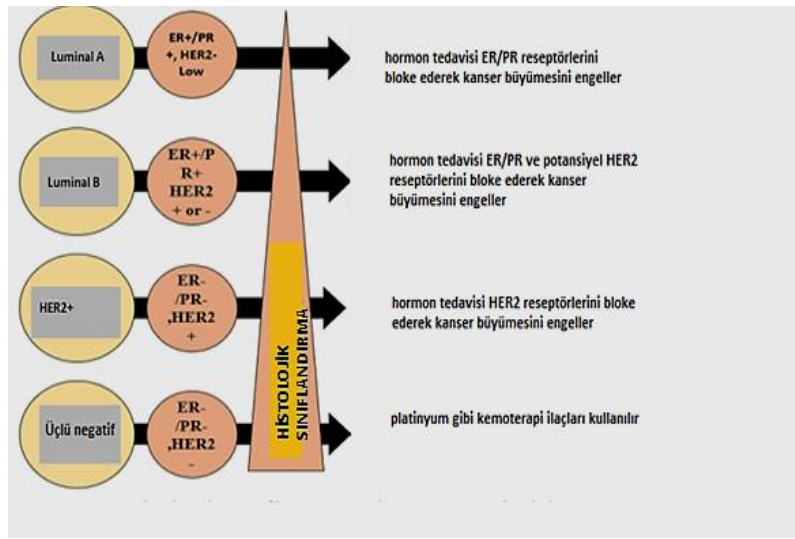 Luminal A
ER+/PR
+, HER2-
Low
hormon tedavisi ER/PR reseptörlerini
bloke ederek kanser büyümesini engeller
Luminal B
ER+/P
R+
HER2
+ or -
hormon tedavisi ER/PR ve potansiyel HER2
reseptörlerini bloke ederek kanser
büyümesini engeller
HER2+
ER-
/PR-
,HER2
+
hormon tedavisi HER2 reseptörlerini bloke
ederek kanser büyümesini engeller
Üçlü negatif
ER-
/PR-
,HER2
-
platinyum gibi kemoterapi ilaçları kullanılır
HİSTOLOJİK
SINIFLANDIRMA